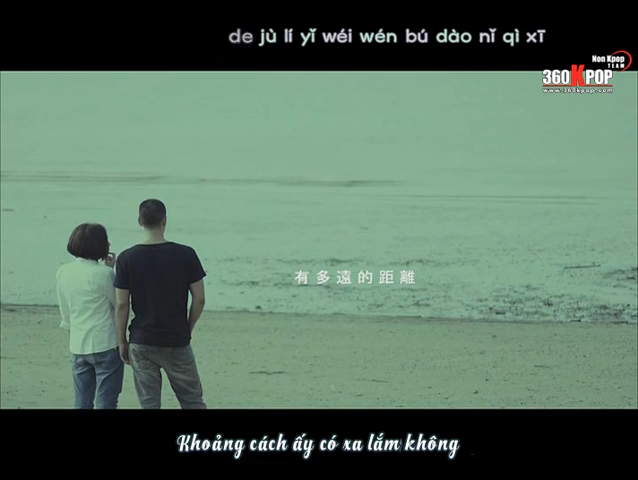 de jù lí yǐ wéi wén bú dào nǐ qì xī
Non Kpop
TEAM
360KPOP
www.360kpop.com
有多遠的距離
Khoảng cách ấy có xa lắm không